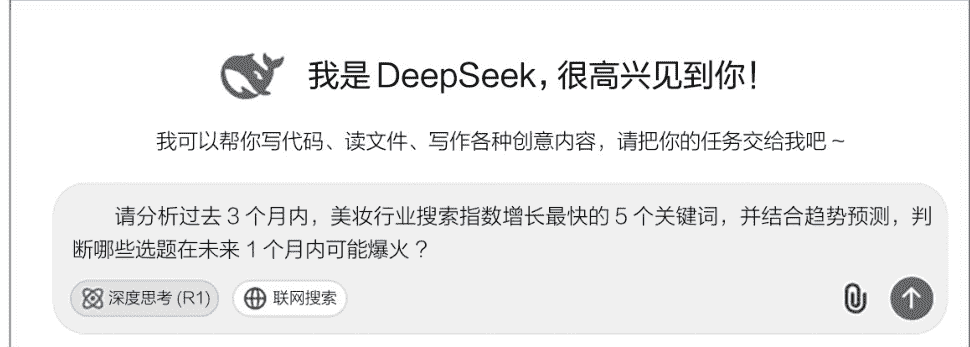 我是 DeepSeek，很高兴见到你！
我可以帮你写代码、读文件、写作各种创意内容，请把你的任务交给我吧 ~
请分析过去 3 个月内，美妆行业搜索指数增长最快的 5 个关键词，并结合趋势预测，判
断哪些选题在未来 1 个月内可能爆火？
深度思考 (R1) 联网搜索